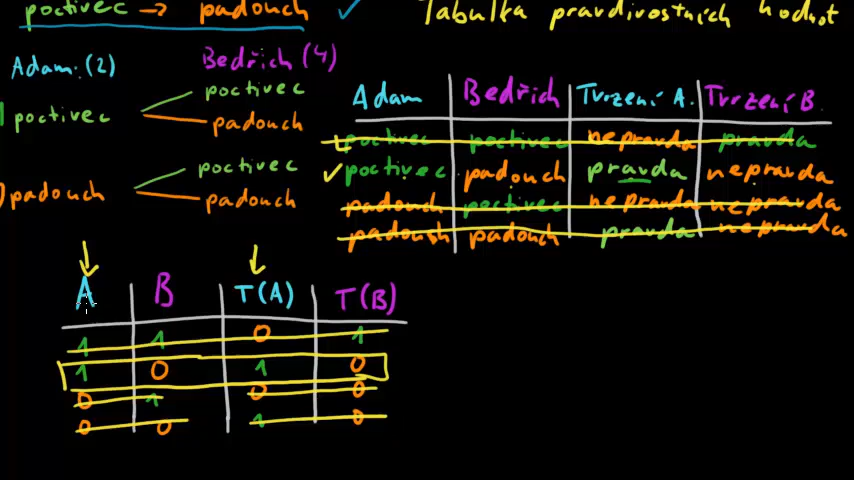 poctivec → padouch ✓ Tabulka pravdivostních hodnot
Adam (2) Bedřich (4)
1 poctivec poctivec
padouch
0 padouch poctivec
padouch
Adam Bedřich Tvrzení A. Tvrzení B.
poctivec poctivec nepravda pravda
✓ poctivec padouch pravda nepravda
padouch poctivec nepravda nepravda
padouch padouch pravda nepravda
A B T(A) T(B)
1 1 0 1
1 0 1 0
0 1 0 0
0 0 1 0